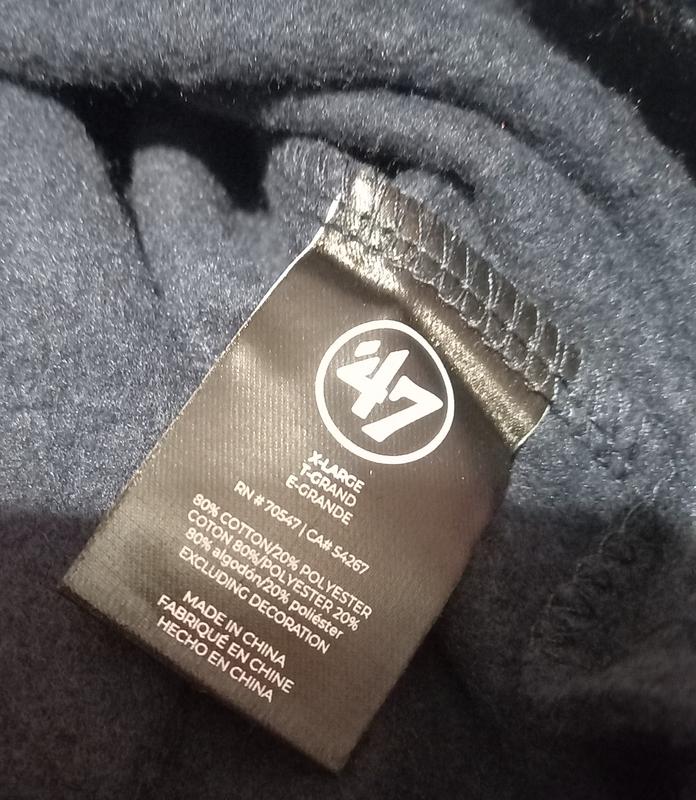 '47
X-LARGE
T-GRAND
E-GRANDE
RN # 70547 | CA# 54267
80% COTTON/20% POLYESTER
COTON 80%/POLYESTER 20%
80% algodón/20% poliéster
EXCLUDING DECORATION
MADE IN CHINA
FABRIQUÉ EN CHINE
HECHO EN CHINA